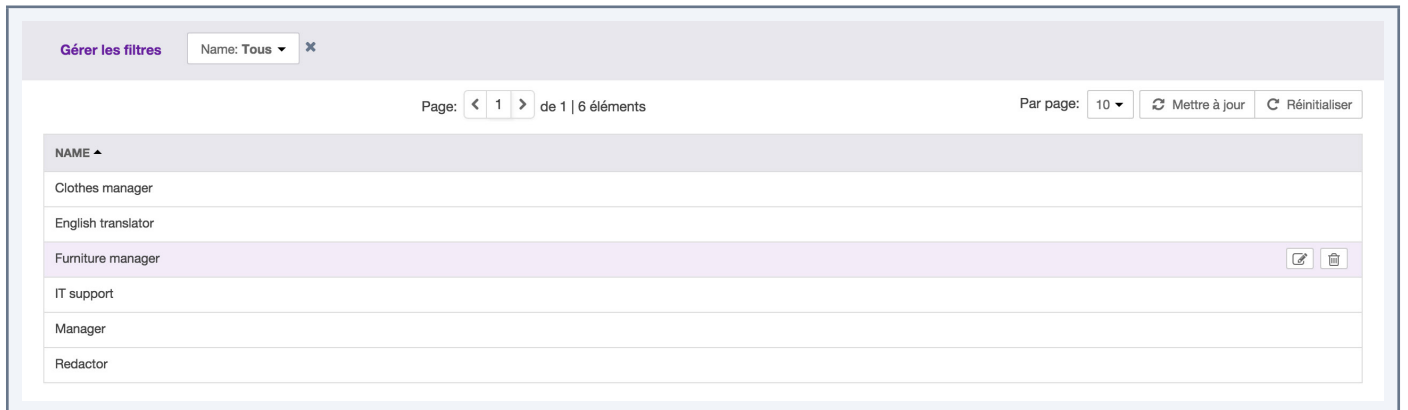 Gérer les filtres Name: Tous
Page: 1 de 1 | 6 éléments Par page: 10 Mettre à jour Réinitialiser
NAME
Clothes manager
English translator
Furniture manager
IT support
Manager
Redactor